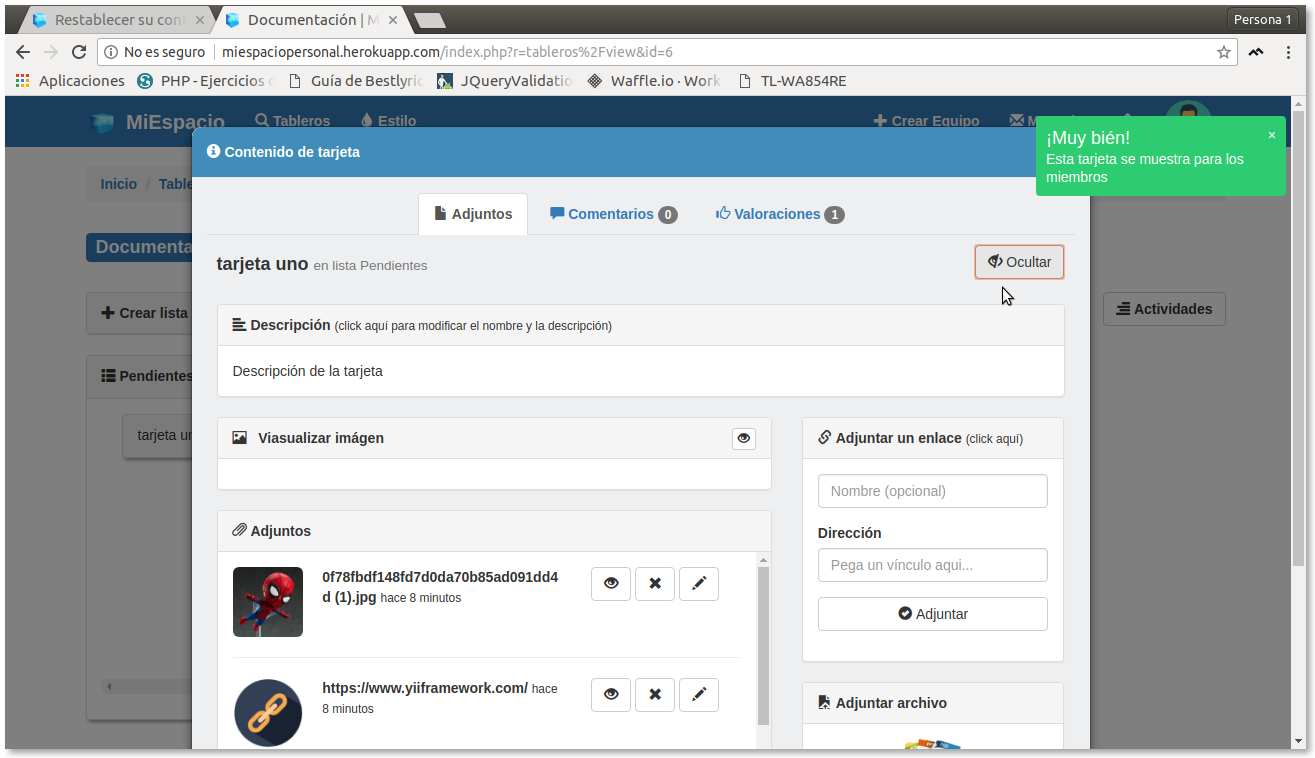 Restablecer su con
Documentación | M
Persona 1
No es seguro
miespaciopersonal.herokuapp.com/index.php?r=tableros%2Fview&id=6
Aplicaciones
PHP - Ejercicios
Guía de Bestlyric
JQueryValidatio
Waffle.io · Work
TL-WA854RE
MiEspacio
Tableros
Estilo
Crear Equipo
¡Muy bién!
×
Esta tarjeta se muestra para los
miembros
Contenido de tarjeta
Inicio / Table
Adjuntos
Comentarios 0
Valoraciones 1
Documenta
tarjeta uno en lista Pendientes
Ocultar
Crear lista
Actividades
Descripción (click aquí para modificar el nombre y la descripción)
Descripción de la tarjeta
Pendientes
tarjeta un
Viasualizar imágen
Adjuntar un enlace (click aquí)
Nombre (opcional)
Dirección
Pega un vínculo aqui...
Adjuntar
Adjuntos
0f78fbdf148fd7d0da70b85ad091dd4
d (1).jpg hace 8 minutos
https://www.yiiframework.com/ hace
8 minutos
Adjuntar archivo